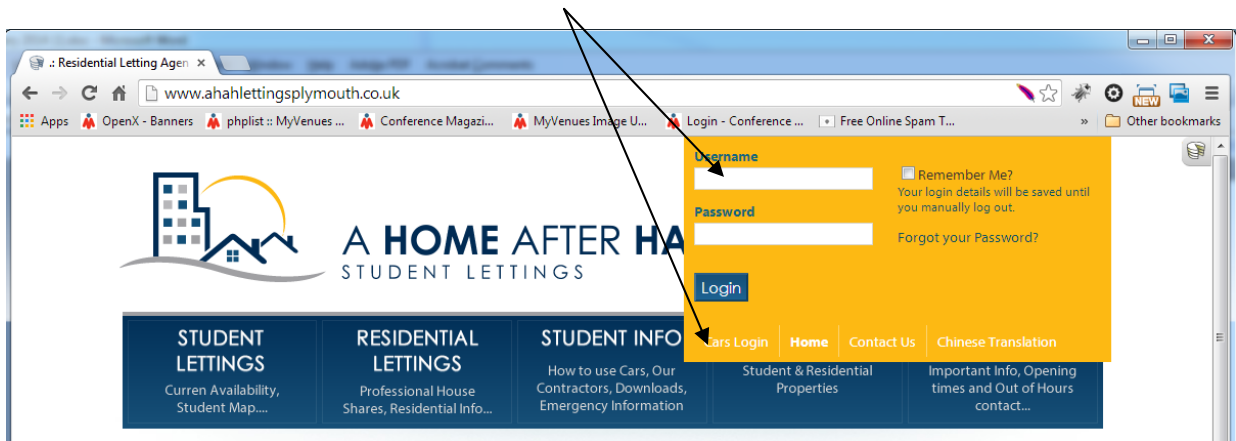 .: Residential Letting Agen
www.ahahlettingsplymouth.co.uk
NEW
Apps OpenX - Banners phplist :: MyVenues ... Conference Magazi... MyVenues Image U... Login - Conference ... Free Online Spam T... » Other bookmarks
Username
Remember Me?
Your login details will be saved until
you manually log out.
Password
Forgot your Password?
A HOME AFTER HA
STUDENT LETTINGS
Login
Cars Login Home Contact Us Chinese Translation
STUDENT
LETTINGS
Curren Availability,
Student Map....
RESIDENTIAL
LETTINGS
Professional House
Shares, Residential Info...
STUDENT INFO
How to use Cars, Our
Contractors, Downloads,
Emergency Information
Student & Residential
Properties
Important Info, Opening
times and Out of Hours
contact...